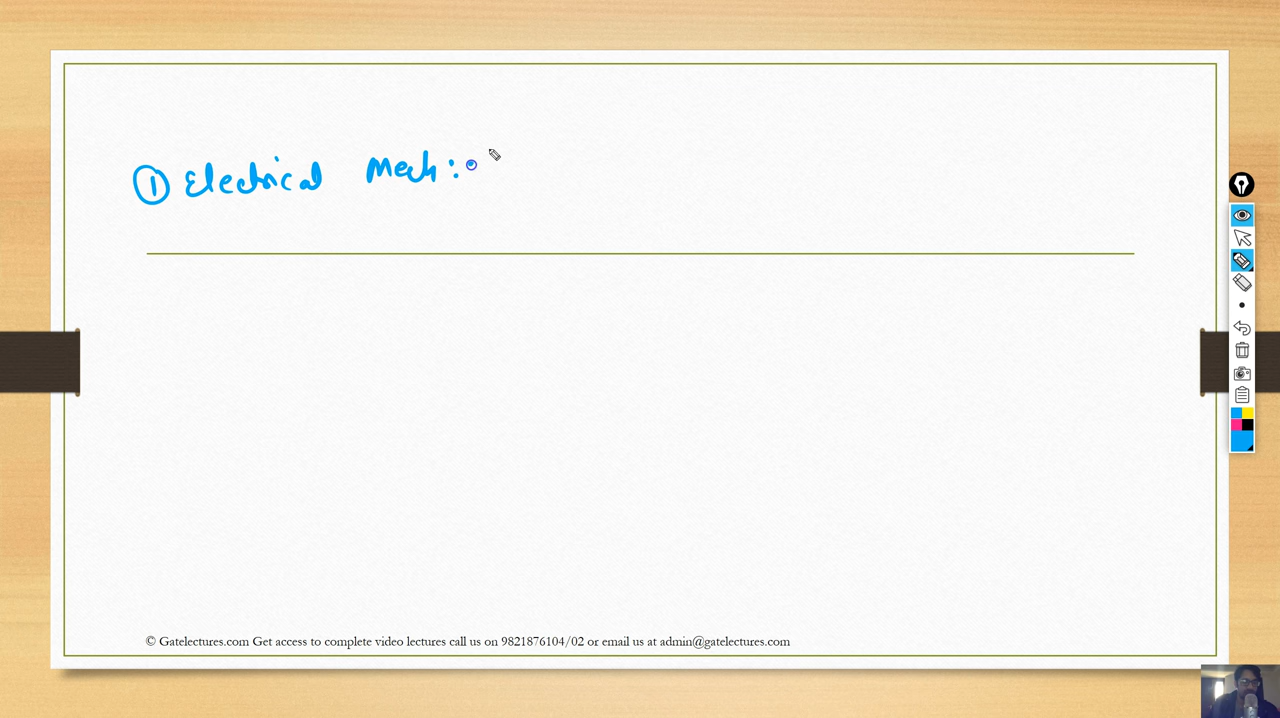 ① Electrical Mech :
© Gatelectures.com Get access to complete video lectures call us on 9821876104/02 or email us at admin@gatelectures.com